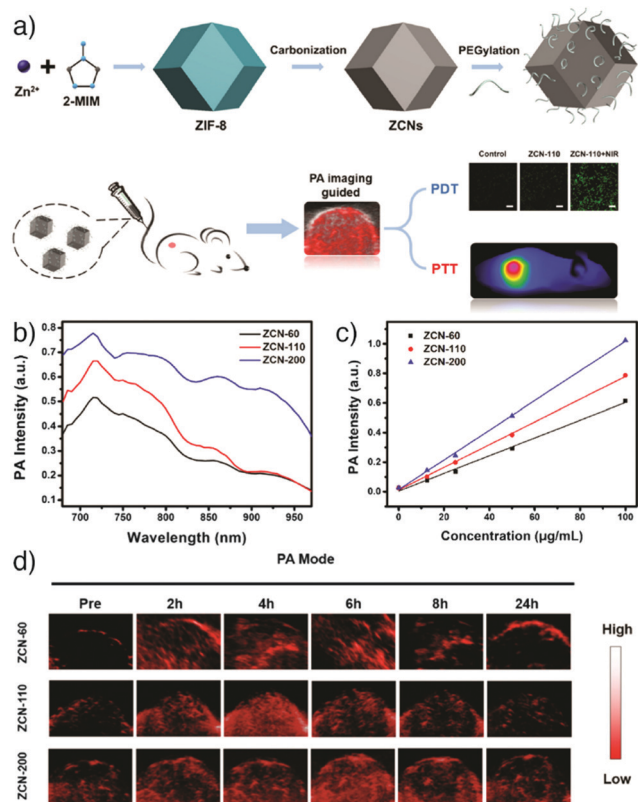 a)
Carbonization
PEGylation
Zn²⁺
2-MIM
ZIF-8
ZCNs
PA imaging
guided
PDT
PTT
Control
ZCN-110
ZCN-110+NIR
b)
PA Intensity (a.u.)
0.8
0.7
0.6
0.5
0.4
0.3
0.2
0.1
ZCN-60
ZCN-110
ZCN-200
700
750
800
850
900
950
Wavelength (nm)
c)
PA Intensity (a.u.)
1.0
0.8
0.6
0.4
0.2
0.0
ZCN-60
ZCN-110
ZCN-200
0
20
40
60
80
100
Concentration (μg/mL)
d)
PA Mode
Pre
2h
4h
6h
8h
24h
ZCN-60
ZCN-110
ZCN-200
High
Low